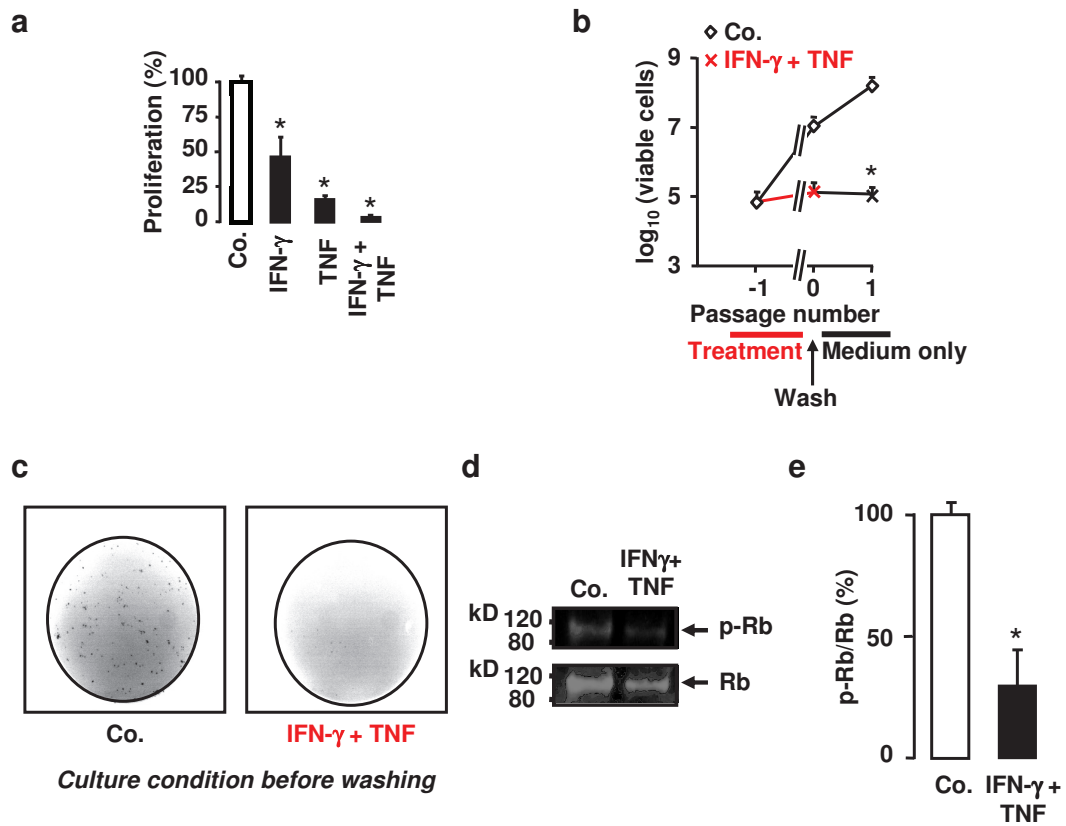 a
Proliferation (%)
100
75
50
25
0
*
*
*
Co.
IFN-γ
TNF
IFN-γ +
TNF
b
Co.
IFN-γ + TNF
log10 (viable cells)
9
7
5
3
*
-1 0 1
Passage number
Treatment Medium only
Wash
c
Co. IFN-γ + TNF
Culture condition before washing
d
Co. IFNγ+
TNF
kD 120
80
p-Rb
kD 120
80
Rb
e
p-Rb/Rb (%)
100
50
0
*
Co. IFN-γ +
TNF